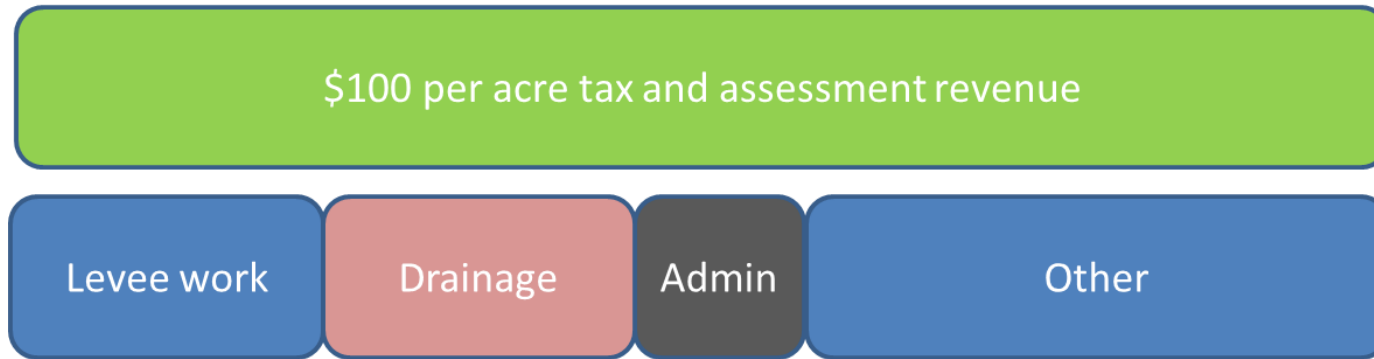 $100 per acre tax and assessment revenue
Levee work
Drainage
Admin
Other